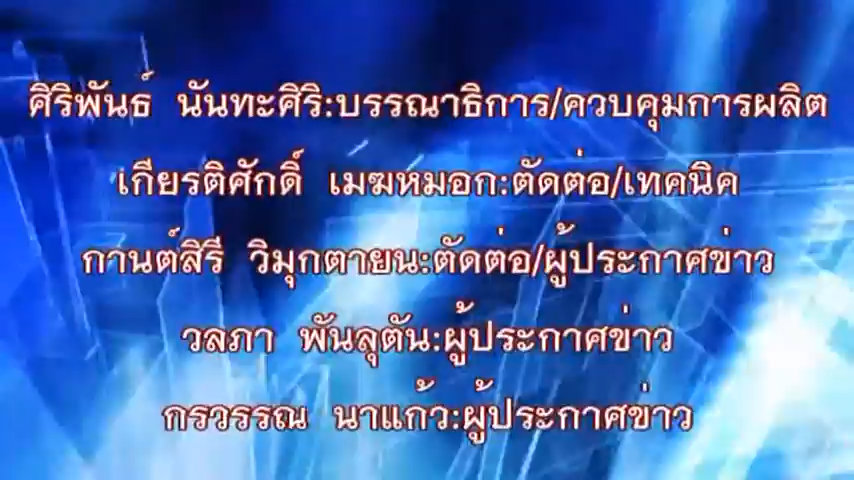 ศิริพันธ์ นันทะศิริ:บรรณาธิการ/ควบคุมการผลิต
เกียรติศักดิ์ เมฆหมอก:ตัดต่อ/เทคนิค
กานต์สิรี วิมุกตายน:ตัดต่อ/ผู้ประกาศข่าว
วลภา พันลุตัน:ผู้ประกาศข่าว
กรวรรณ นาแก้ว:ผู้ประกาศข่าว